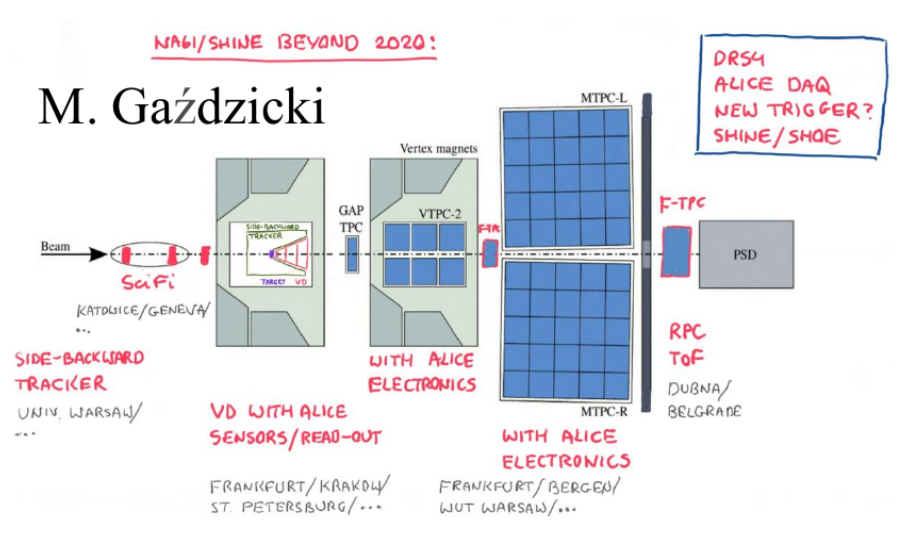 NA61/SHINE BEYOND 2020:
M. Gaździcki
DRS4
ALICE DAQ
NEW TRIGGER?
SHINE/SHOE
MTPC-L
Vertex magnets
GAP
TPC
VTPC-2
F-TPC
SIDE-BACKWARD
TRACKER
TARGET VD
Beam
PSD
SciFi
KATOWICE/GENEVA/
...
SIDE-BACKWARD
TRACKER
UNIV. WARSAW/
...
VD WITH ALICE
SENSORS/READ-OUT
FRANKFURT/KRAKOW/
ST. PETERSBURG/...
WITH ALICE
ELECTRONICS
MTPC-R
WITH ALICE
ELECTRONICS
FRANKFURT/BERGEN/
WUT WARSAW/...
RPC
ToF
DUBNA/
BELGRADE